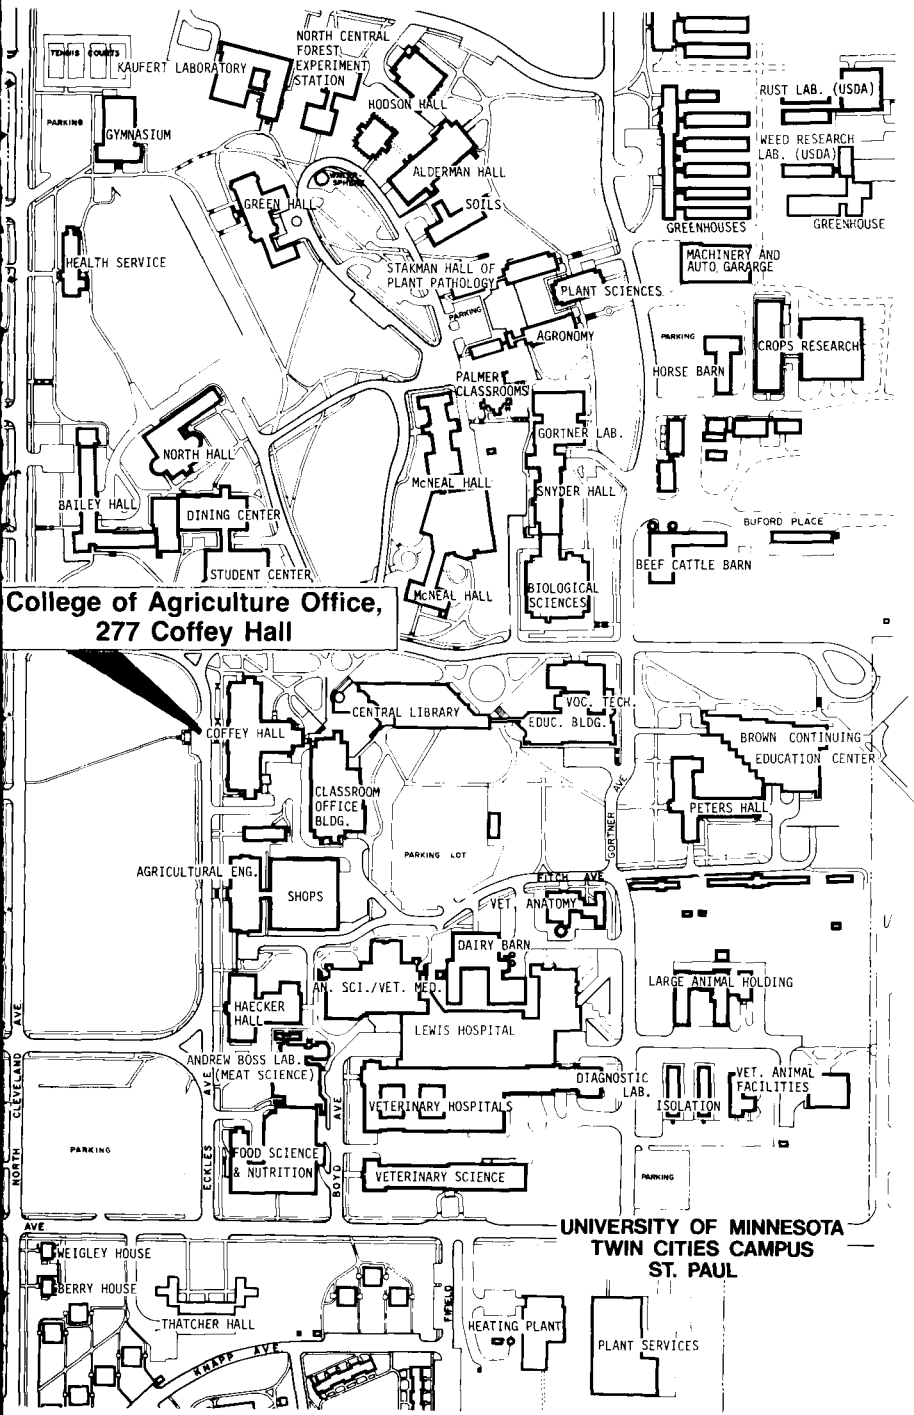 NORTH CENTRAL
FOREST
EXPERIMENT
STATION
TENNIS COURTS
KAUFERT LABORATORY
RUST LAB. (USDA)
HODSON HALL
PARKING
GYMNASIUM
WEED RESEARCH
LAB. (USDA)
ALDERMAN HALL
GREEN HALL
SOILS
GREENHOUSES
GREENHOUSE
HEALTH SERVICE
STAKMAN HALL OF
PLANT PATHOLOGY
MACHINERY AND
AUTO GARARGE
PLANT SCIENCES
PARKING
AGRONOMY
PARKING
CROPS RESEARCH
HORSE BARN
PALMER
CLASSROOMS
GORTNER LAB.
NORTH HALL
McNEAL HALL
SNYDER HALL
BAILEY HALL
DINING CENTER
BUFORD PLACE
STUDENT CENTER
BEEF CATTLE BARN
McNEAL HALL
BIOLOGICAL
SCIENCES
College of Agriculture Office,
277 Coffey Hall
COFFEY HALL
CENTRAL LIBRARY
VOC. TECH.
EDUC. BLDG.
BROWN CONTINUING
EDUCATION CENTER
CLASSROOM
OFFICE
BLDG.
GORTNER AVE
PETERS HALL
PARKING LOT
AGRICULTURAL ENG.
SHOPS
FITCH AVE
VET. ANATOMY
DAIRY BARN
AN. SCI./VET. MED.
LARGE ANIMAL HOLDING
HAECKER
HALL
LEWIS HOSPITAL
NORTH CLEVELAND AVE
ANDREW BOSS LAB.
(MEAT SCIENCE)
DIAGNOSTIC
LAB.
VET. ANIMAL
FACILITIES
ISOLATION
VETERINARY HOSPITALS
ECKLES AVE
BOYD AVE
PARKING
FOOD SCIENCE
& NUTRITION
VETERINARY SCIENCE
PARKING
AVE
UNIVERSITY OF MINNESOTA
TWIN CITIES CAMPUS
ST. PAUL
WEIGLEY HOUSE
BERRY HOUSE
THATCHER HALL
FIFIELD
HEATING PLANT
PLANT SERVICES
KNAPP AVE